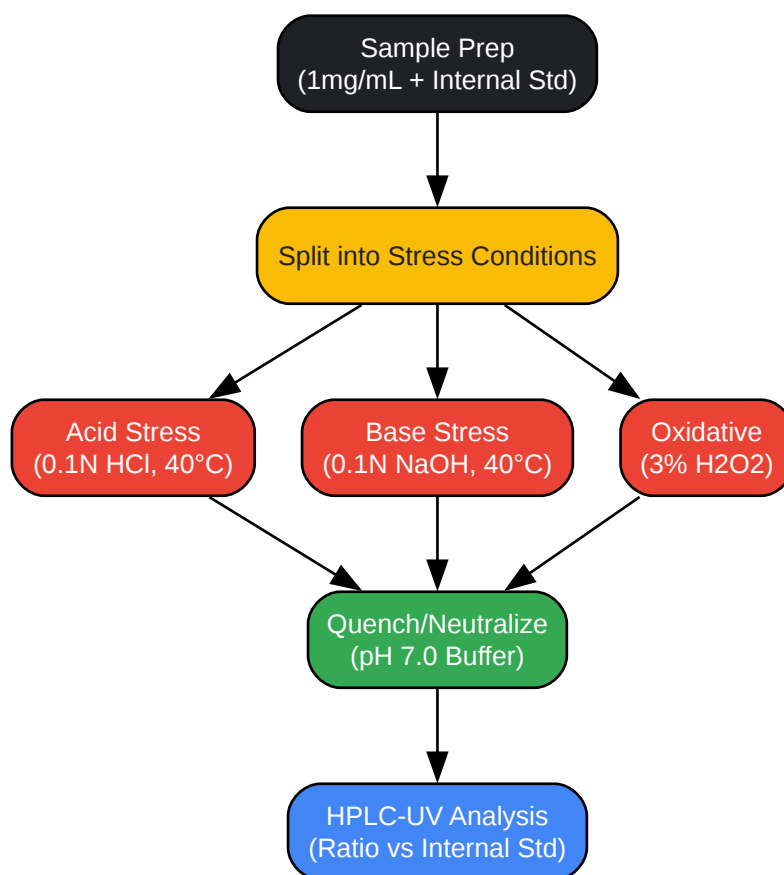 Sample Prep
(1mg/mL + Internal Std)
Split into Stress Conditions
Acid Stress
(0.1N HCl, 40°C)
Base Stress
(0.1N NaOH, 40°C)
Oxidative
(3% H2O2)
Quench/Neutralize
(pH 7.0 Buffer)
HPLC-UV Analysis
(Ratio vs Internal Std)